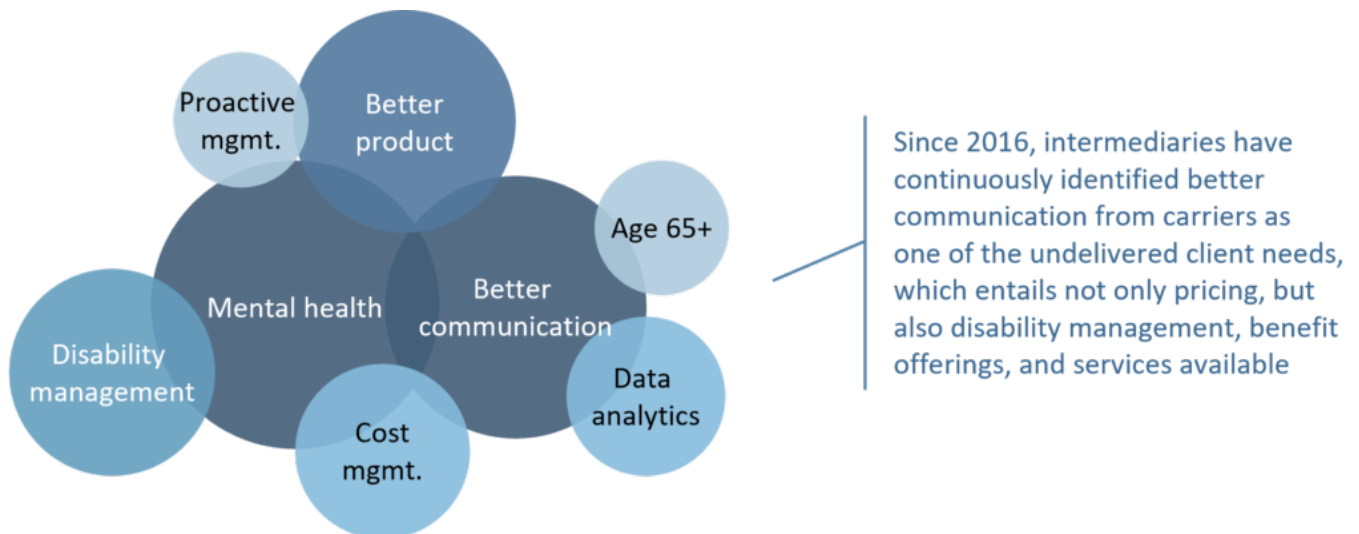 Proactive
mgmt.
Better
product
Age 65+
Mental health
Better
communication
Disability
management
Data
analytics
Cost
mgmt.
Since 2016, intermediaries have
continuously identified better
communication from carriers as
one of the undelivered client needs,
which entails not only pricing, but
also disability management, benefit
offerings, and services available